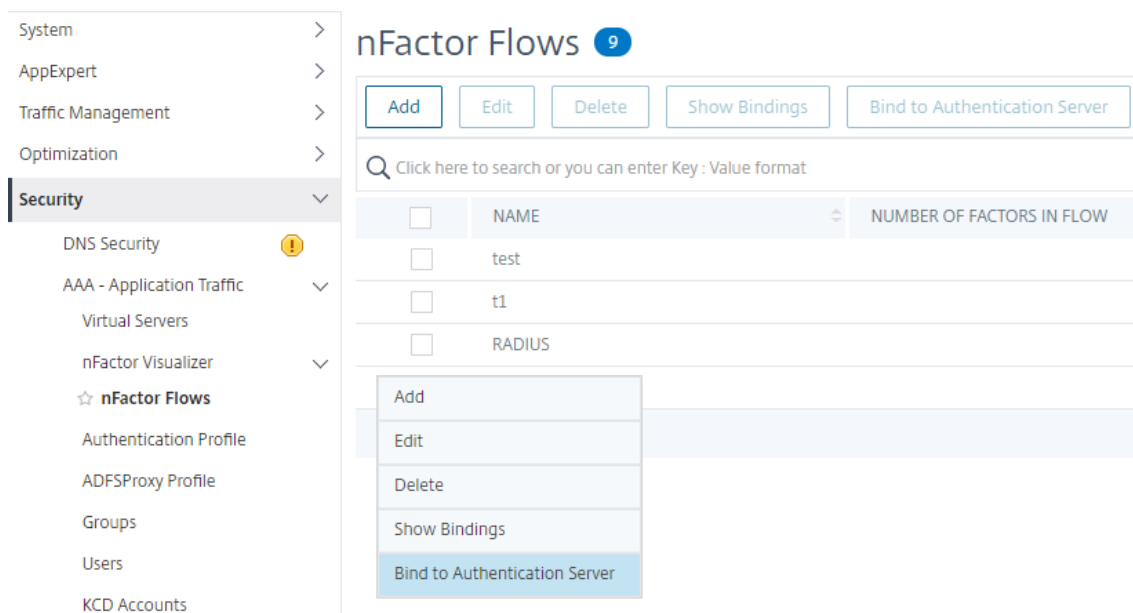 System
AppExpert
Traffic Management
Optimization
Security
DNS Security
AAA - Application Traffic
Virtual Servers
nFactor Visualizer
nFactor Flows
Authentication Profile
ADFSProxy Profile
Groups
Users
KCD Accounts
nFactor Flows 9
Add Edit Delete Show Bindings Bind to Authentication Server
Click here to search or you can enter Key : Value format
NAME NUMBER OF FACTORS IN FLOW
test
t1
RADIUS
Add
Edit
Delete
Show Bindings
Bind to Authentication Server